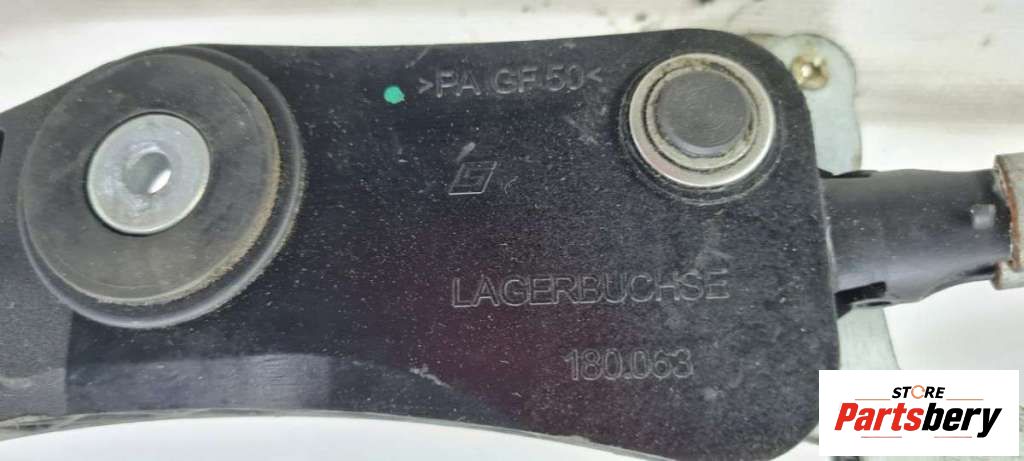 >PA GF 50<
LAGERBUCHSE
180.063
STORE
Partsbery